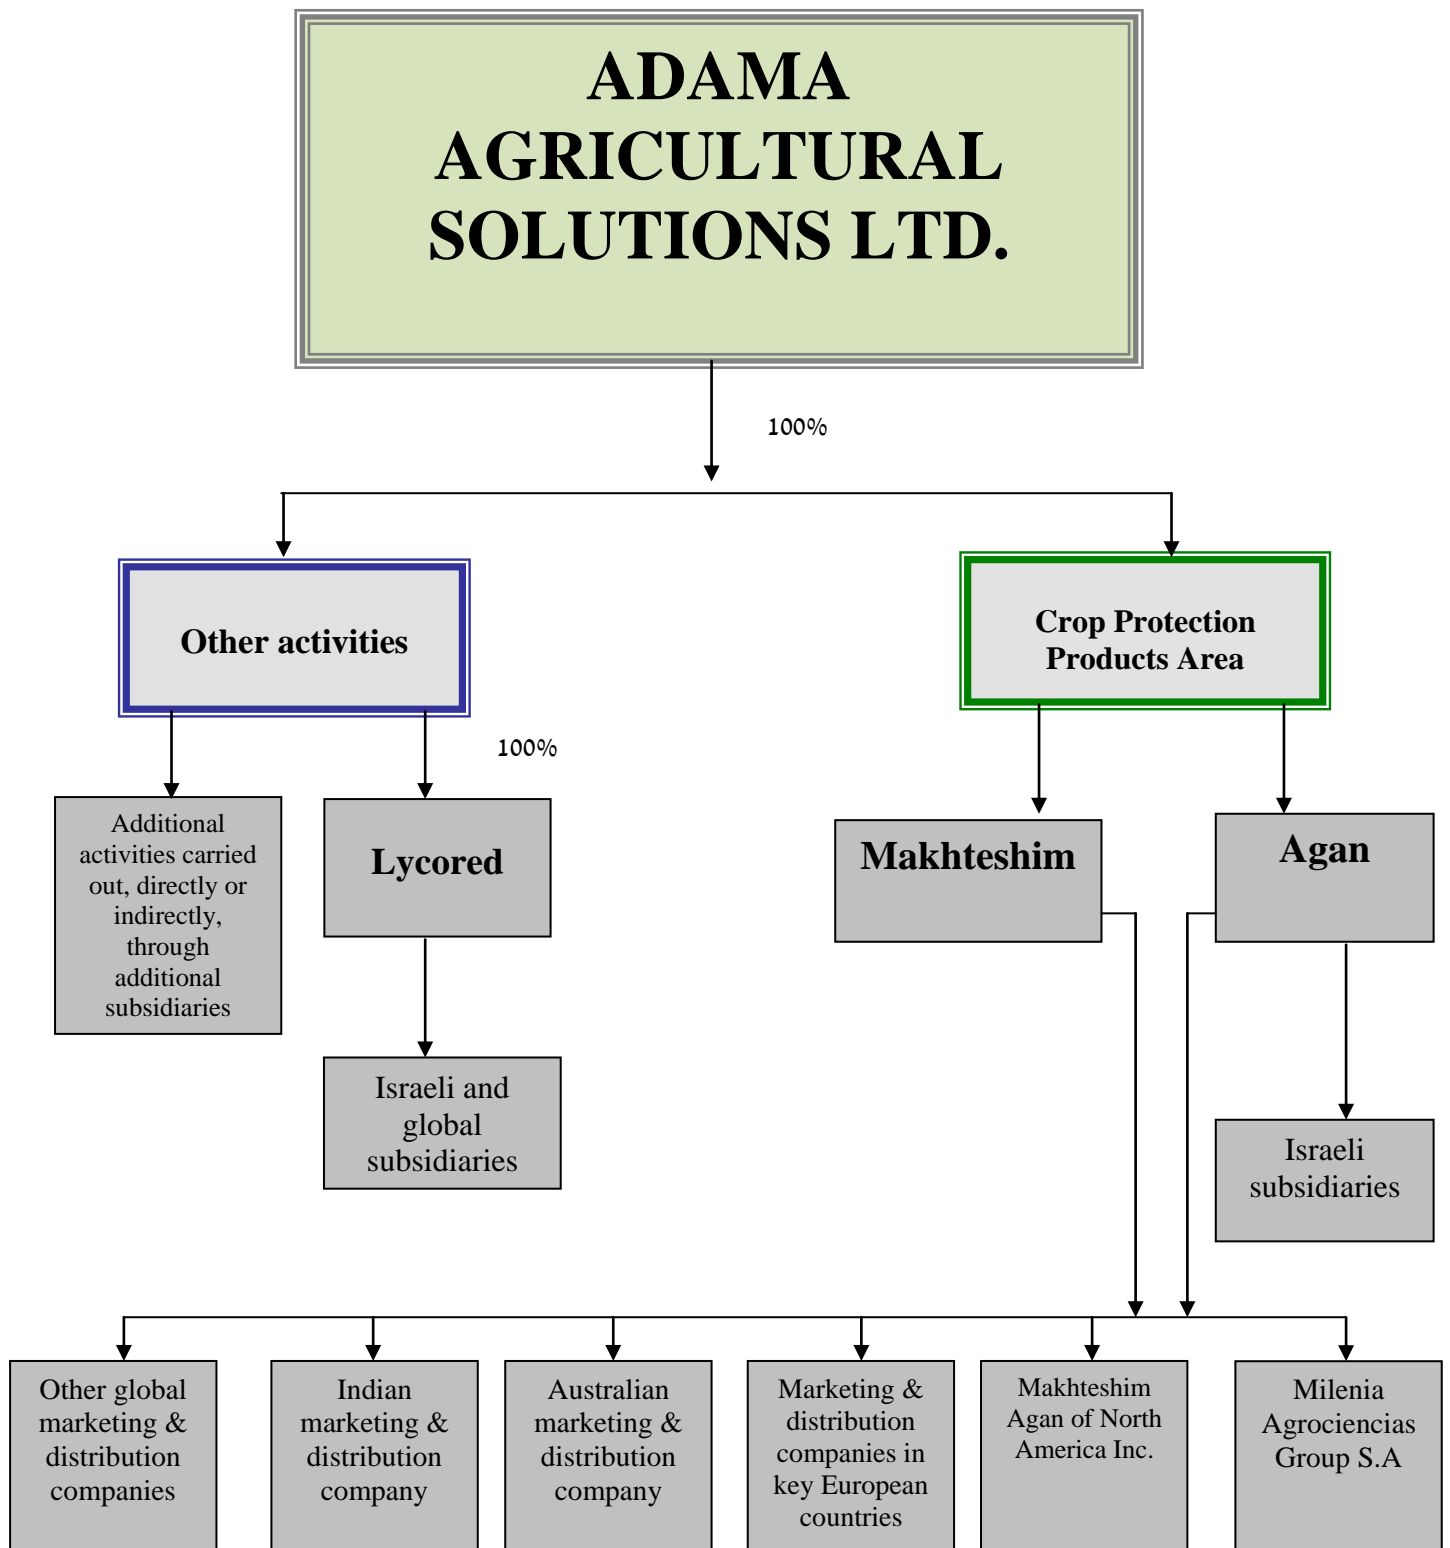 ADAMA
AGRICULTURAL
SOLUTIONS LTD.
100%
Other activities
Crop Protection
Products Area
100%
Additional
activities carried
out, directly or
indirectly,
through
additional
subsidiaries
Lycored
Makhteshim
Agan
Israeli and
global
subsidiaries
Israeli
subsidiaries
Other global
marketing &
distribution
companies
Indian
marketing &
distribution
company
Australian
marketing &
distribution
company
Marketing &
distribution
companies in
key European
countries
Makhteshim
Agan of North
America Inc.
Milenia
Agrociencias
Group S.A